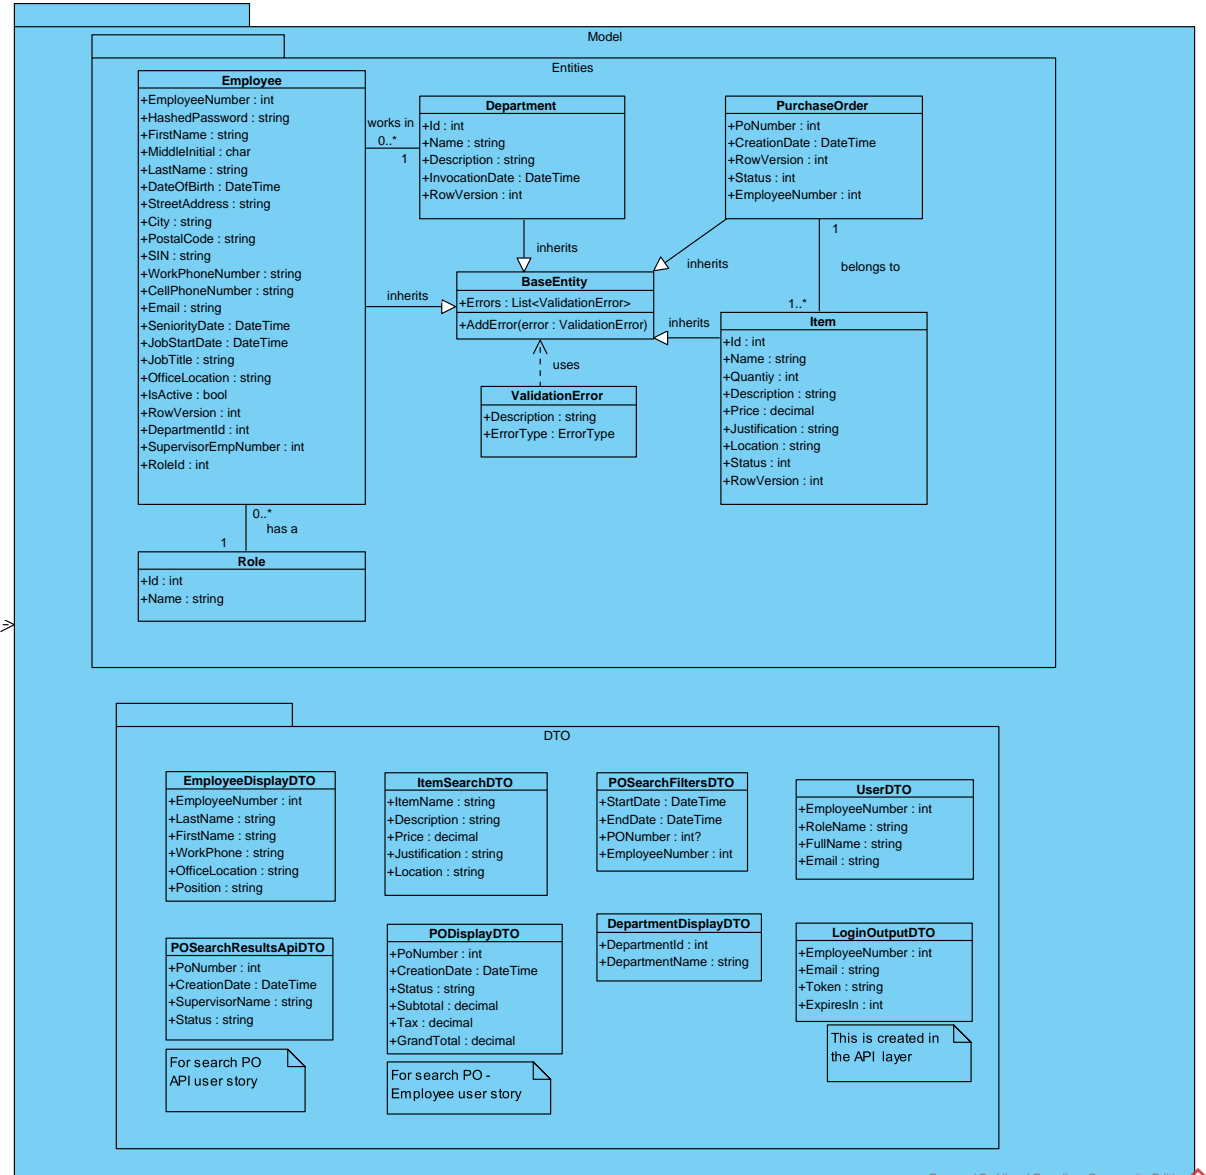 Model
Entities
Employee
+EmployeeNumber : int
+HashedPassword : string
+FirstName : string
+MiddleInitial : char
+LastName : string
+DateOfBirth : DateTime
+StreetAddress : string
+City : string
+PostalCode : string
+SIN : string
+WorkPhoneNumber : string
+CellPhoneNumber : string
+Email : string
+SeniorityDate : DateTime
+JobStartDate : DateTime
+JobTitle : string
+OfficeLocation : string
+IsActive : bool
+RowVersion : int
+DepartmentId : int
+SupervisorEmpNumber : int
+RoleId : int
works in
0..*
1
Department
+Id : int
+Name : string
+Description : string
+InvocationDate : DateTime
+RowVersion : int
PurchaseOrder
+PoNumber : int
+CreationDate : DateTime
+RowVersion : int
+Status : int
+EmployeeNumber : int
inherits
inherits
1
belongs to
1..*
inherits
BaseEntity
+Errors : List<ValidationError>
+AddError(error : ValidationError)
inherits
uses
ValidationError
+Description : string
+ErrorType : ErrorType
Item
+Id : int
+Name : string
+Quantiy : int
+Description : string
+Price : decimal
+Justification : string
+Location : string
+Status : int
+RowVersion : int
0..*
has a
1
Role
+Id : int
+Name : string
DTO
EmployeeDisplayDTO
+EmployeeNumber : int
+LastName : string
+FirstName : string
+WorkPhone : string
+OfficeLocation : string
+Position : string
ItemSearchDTO
+ItemName : string
+Description : string
+Price : decimal
+Justification : string
+Location : string
POSearchFiltersDTO
+StartDate : DateTime
+EndDate : DateTime
+PONumber : int?
+EmployeeNumber : int
UserDTO
+EmployeeNumber : int
+RoleName : string
+FullName : string
+Email : string
POSearchResultsApiDTO
+PoNumber : int
+CreationDate : DateTime
+SupervisorName : string
+Status : string
For search PO
API user story
PODisplayDTO
+PoNumber : int
+CreationDate : DateTime
+Status : string
+Subtotal : decimal
+Tax : decimal
+GrandTotal : decimal
For search PO -
Employee user story
DepartmentDisplayDTO
+DepartmentId : int
+DepartmentName : string
LoginOutputDTO
+EmployeeNumber : int
+Email : string
+Token : string
+ExpiresIn : int
This is created in
the API layer